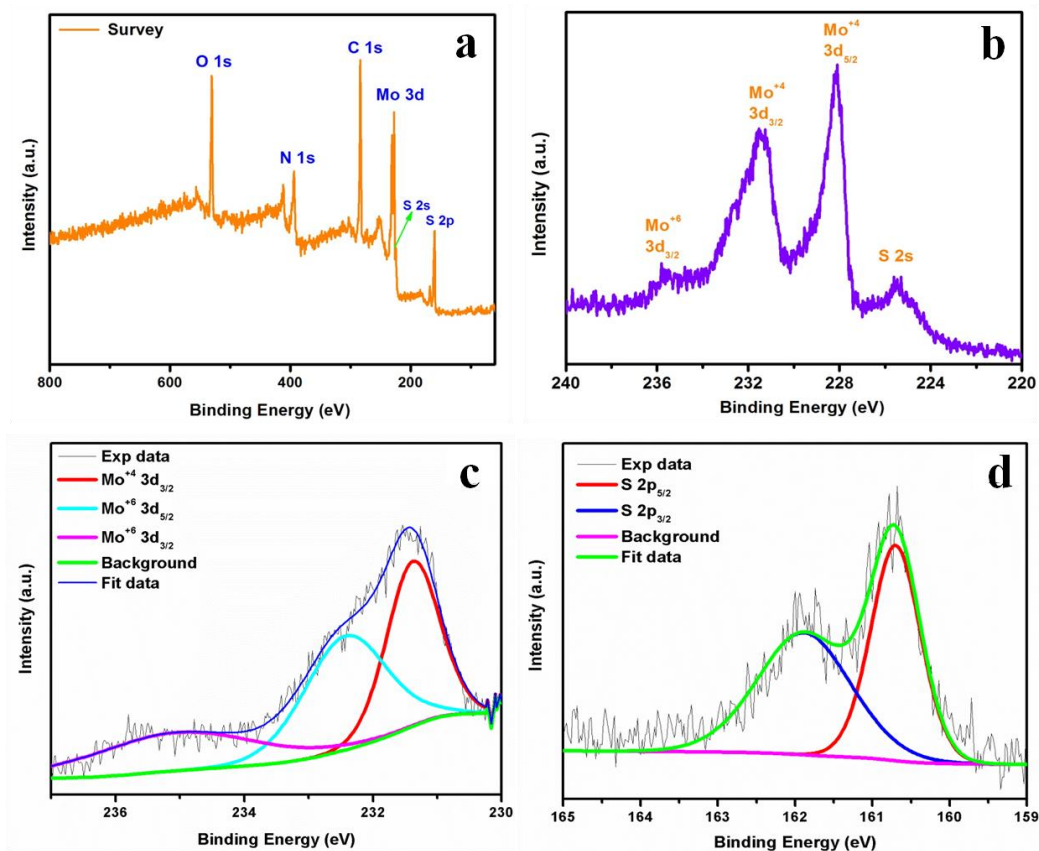 Survey
a
O 1s
C 1s
Mo 3d
N 1s
S 2s
S 2p
Intensity (a.u.)
800 600 400 200
Binding Energy (eV)
b
Mo+4
3d5/2
Mo+4
3d3/2
Mo+6
3d3/2
S 2s
Intensity (a.u.)
240 236 232 228 224 220
Binding Energy (eV)
c
Exp data
Mo+4 3d3/2
Mo+6 3d5/2
Mo+6 3d3/2
Background
Fit data
Intensity (a.u.)
236 234 232 230
Binding Energy (eV)
d
Exp data
S 2p5/2
S 2p3/2
Background
Fit data
Intensity (a.u.)
165 164 163 162 161 160 159
Binding Energy (eV)